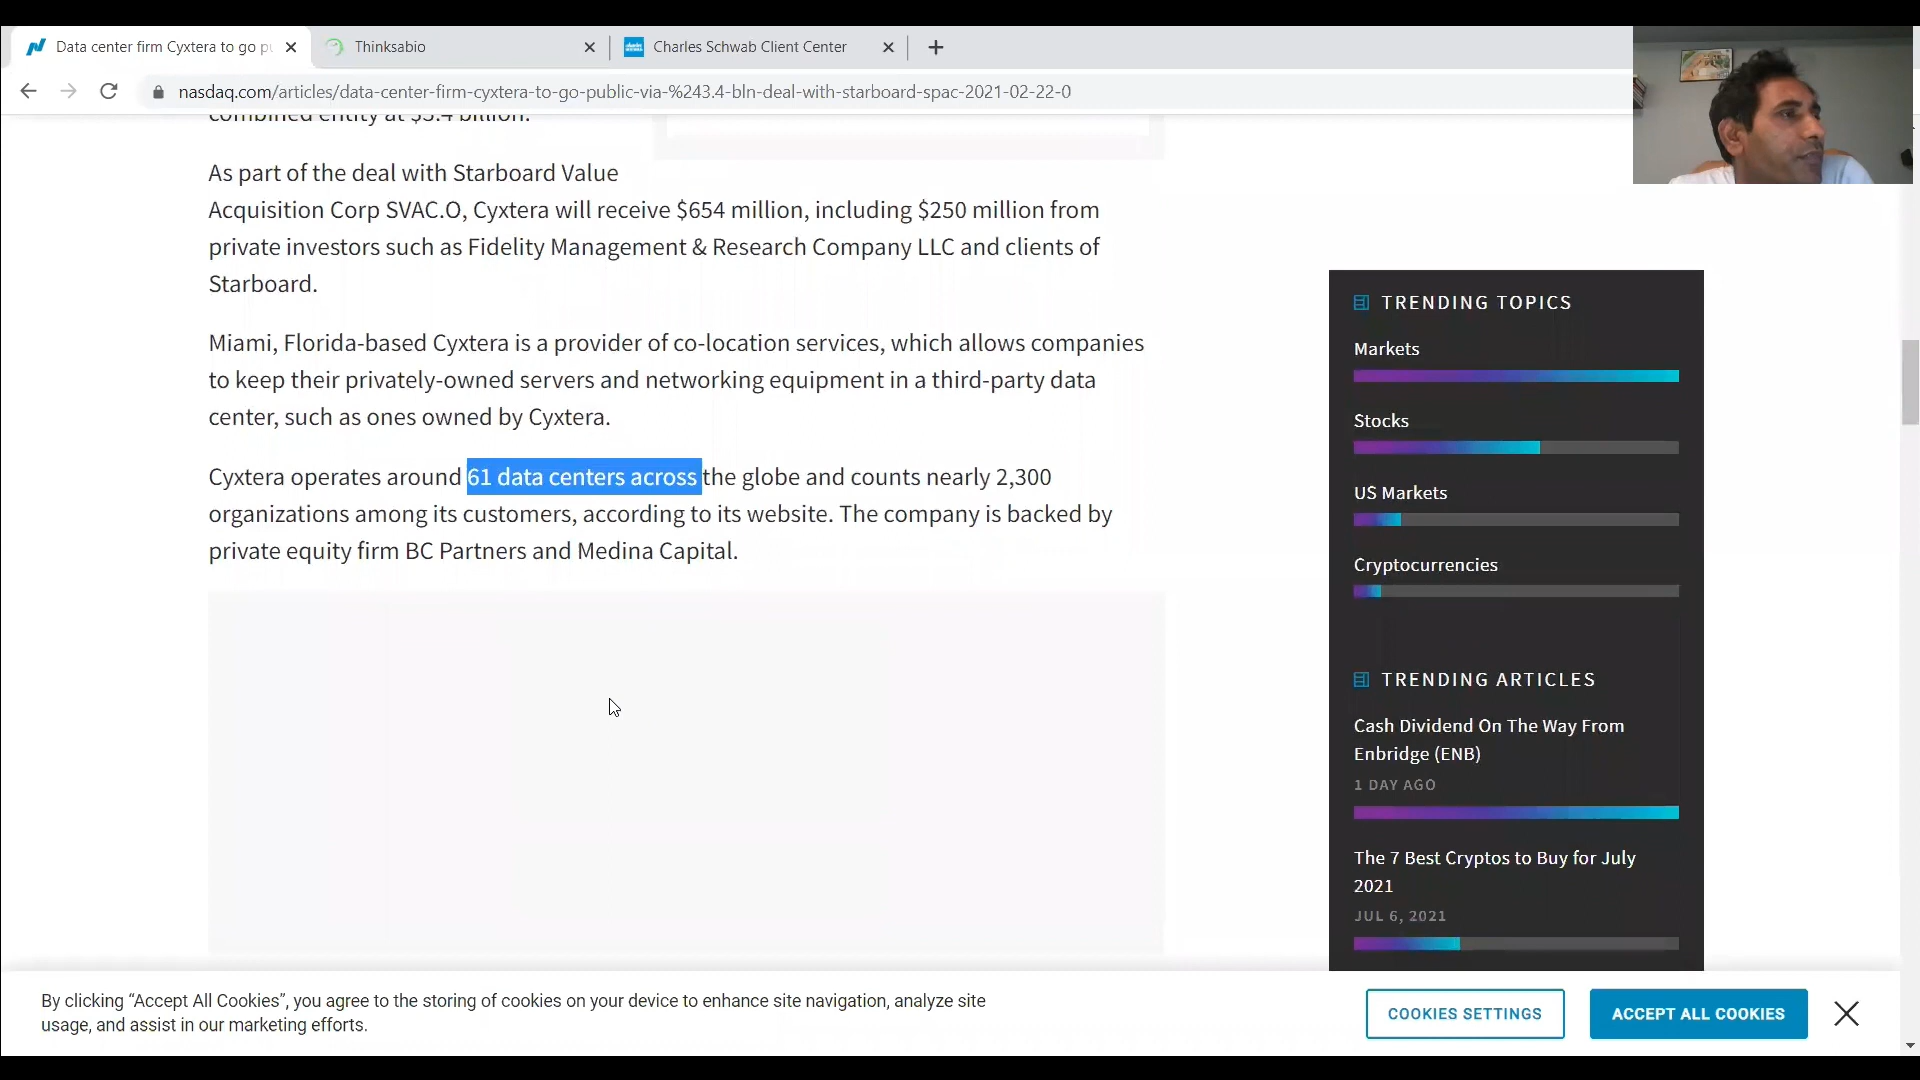 Data center firm Cyxtera to go pu
Thinksabio
Charles Schwab Client Center
nasdaq.com/articles/data-center-firm-cyxtera-to-go-public-via-%243.4-bln-deal-with-starboard-spac-2021-02-22-0
combined entity at $3.4 billion.
As part of the deal with Starboard Value
Acquisition Corp SVAC.O, Cyxtera will receive $654 million, including $250 million from
private investors such as Fidelity Management & Research Company LLC and clients of
Starboard.
Miami, Florida-based Cyxtera is a provider of co-location services, which allows companies
to keep their privately-owned servers and networking equipment in a third-party data
center, such as ones owned by Cyxtera.
Cyxtera operates around 61 data centers across the globe and counts nearly 2,300
organizations among its customers, according to its website. The company is backed by
private equity firm BC Partners and Medina Capital.
TRENDING TOPICS
Markets
Stocks
US Markets
Cryptocurrencies
TRENDING ARTICLES
Cash Dividend On The Way From
Enbridge (ENB)
1 DAY AGO
The 7 Best Cryptos to Buy for July
2021
JUL 6, 2021
By clicking “Accept All Cookies”, you agree to the storing of cookies on your device to enhance site navigation, analyze site
usage, and assist in our marketing efforts.
COOKIES SETTINGS
ACCEPT ALL COOKIES